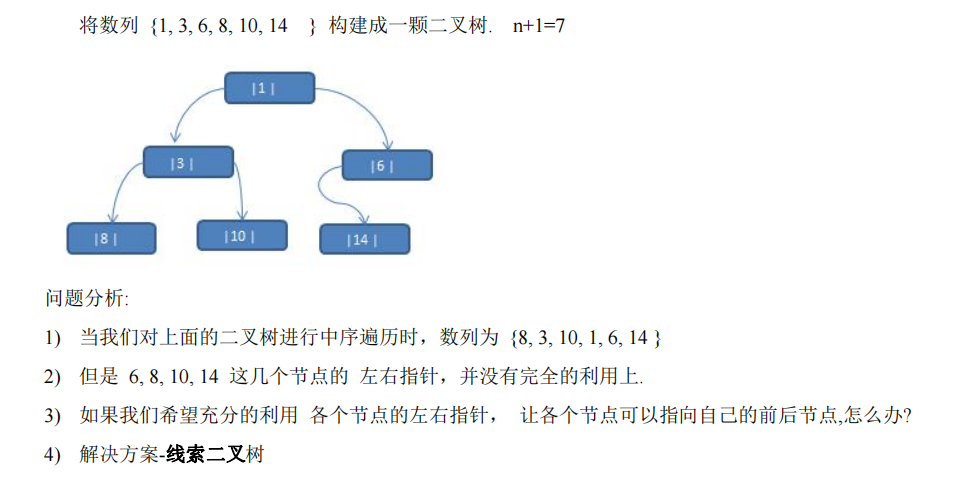 将数列 {1, 3, 6, 8, 10, 14 } 构建成一颗二叉树. n+1=7
|1 |
|3 |
|6 |
|8 |
|10 |
|14 |
问题分析:
1) 当我们对上面的二叉树进行中序遍历时，数列为 {8, 3, 10, 1, 6, 14 }
2) 但是 6, 8, 10, 14 这几个节点的 左右指针，并没有完全的利用上.
3) 如果我们希望充分的利用 各个节点的左右指针， 让各个节点可以指向自己的前后节点,怎么办?
4) 解决方案-线索二叉树